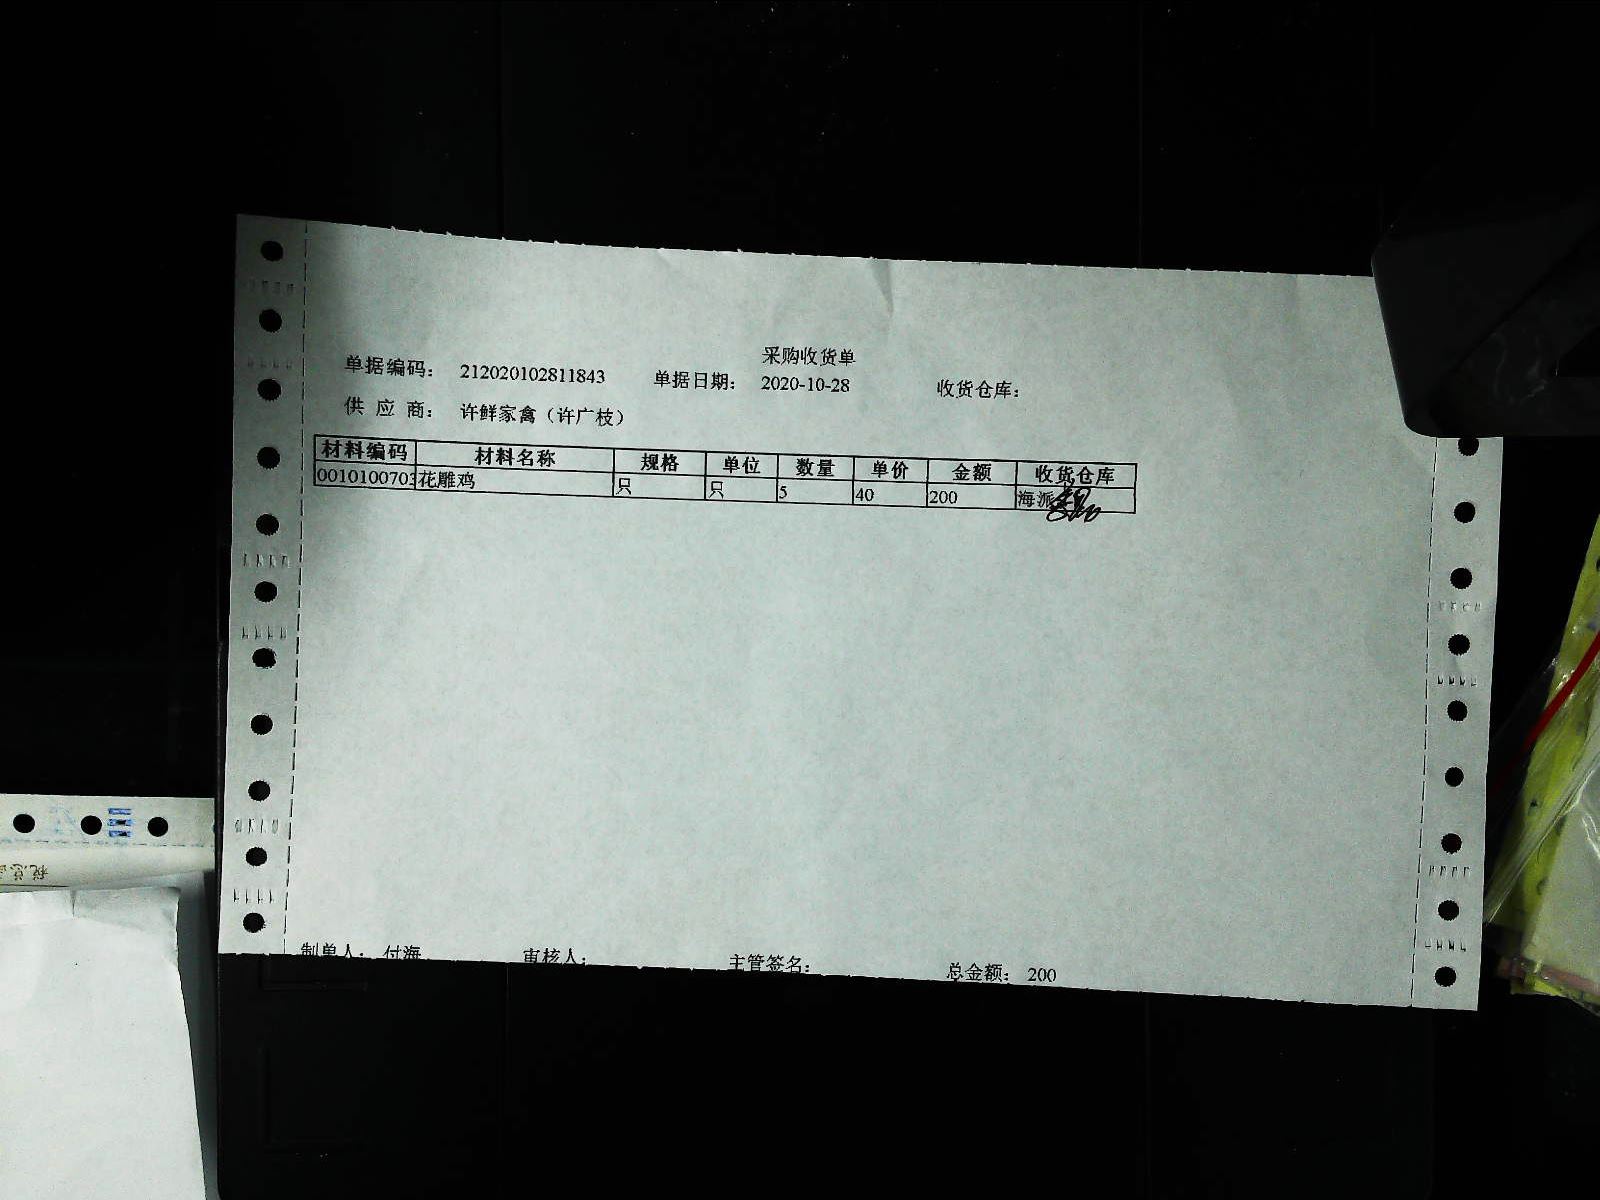 采购收货单
单据编码: 212020102811843 单据日期: 2020-10-28 收货仓库:
供 应 商: 许鲜家禽（许广枝）
材料编码 材料名称 规格 单位 数量 单价 金额 收货仓库
0010100703 花雕鸡 只 只 5 40 200 海派
制单人: 付海 审核人: 主管签名: 总金额: 200